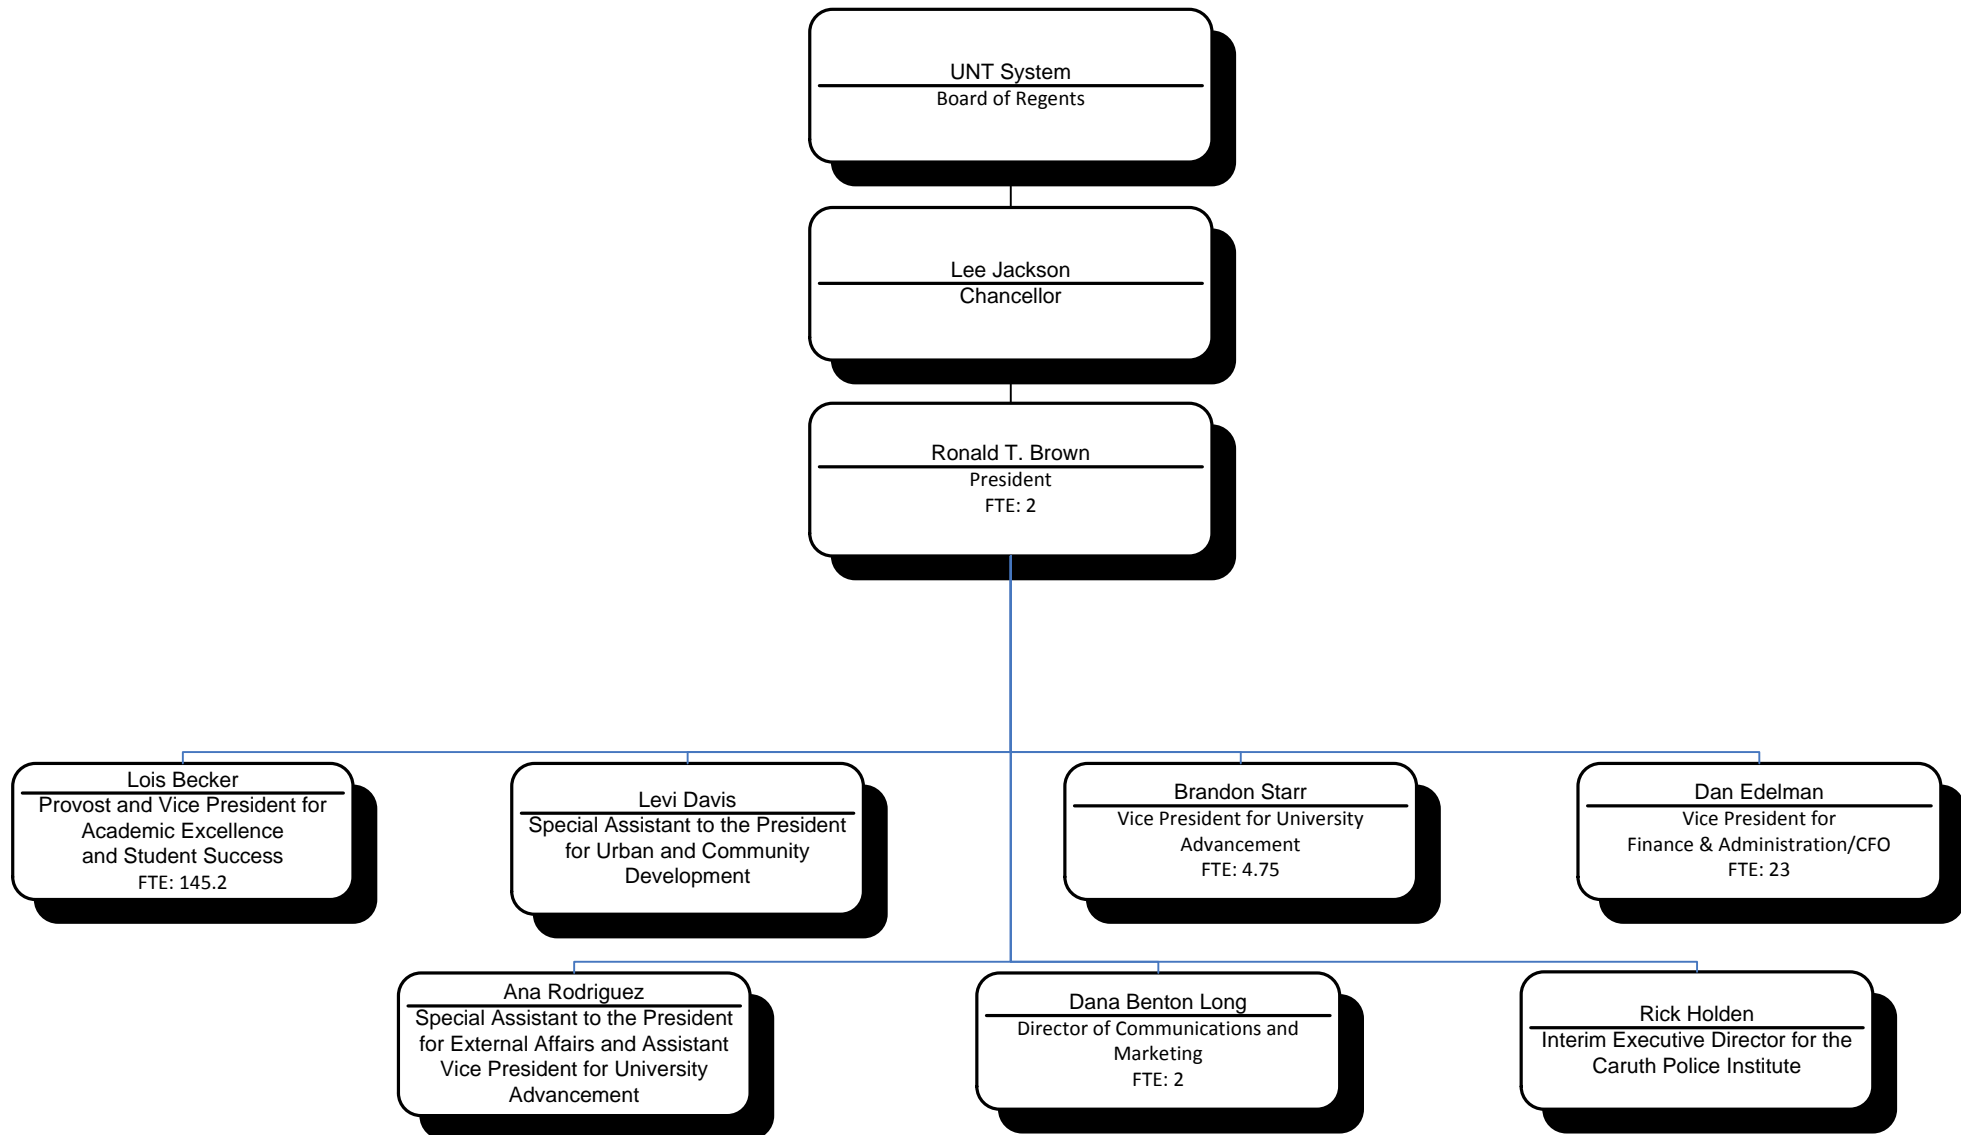 UNT System
Board of Regents
Lee Jackson
Chancellor
Ronald T. Brown
President
FTE: 2
Lois Becker
Provost and Vice President for
Academic Excellence
and Student Success
FTE: 145.2
Levi Davis
Special Assistant to the President
for Urban and Community
Development
Brandon Starr
Vice President for University
Advancement
FTE: 4.75
Dan Edelman
Vice President for
Finance & Administration/CFO
FTE: 23
Ana Rodriguez
Special Assistant to the President
for External Affairs and Assistant
Vice President for University
Advancement
Dana Benton Long
Director of Communications and
Marketing
FTE: 2
Rick Holden
Interim Executive Director for the
Caruth Police Institute